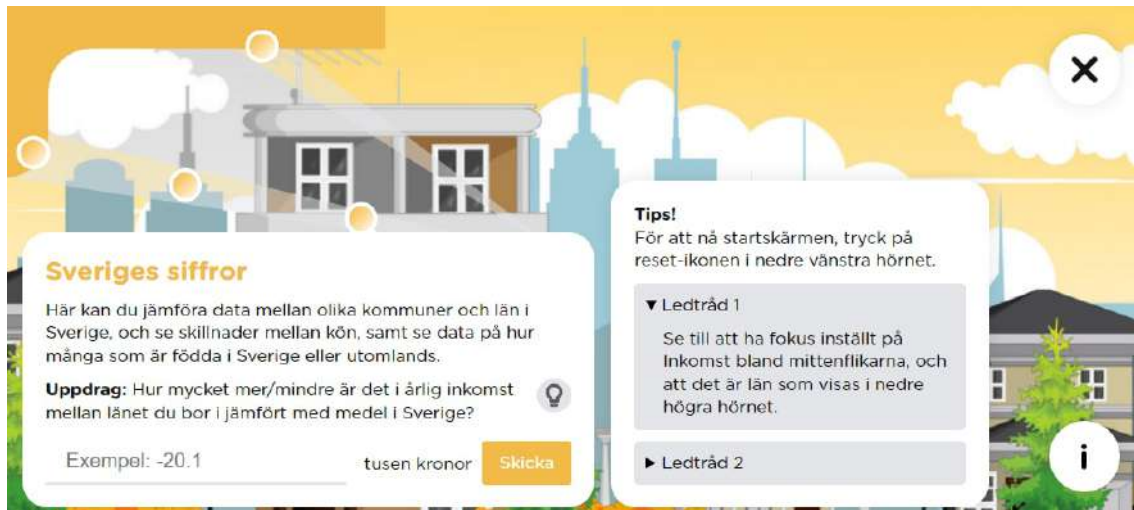 Sveriges siffror
Här kan du jämföra data mellan olika kommuner och län i
Sverige, och se skillnader mellan kön, samt se data på hur
många som är födda i Sverige eller utomlands.
Uppdrag: Hur mycket mer/mindre är det i årlig inkomst
mellan länet du bor i jämfört med medel i Sverige?
Exempel: -20.1
tusen kronor
Skicka
Tips!
För att nå startskärmen, tryck på
reset-ikonen i nedre vänstra hörnet.
▼ Ledtråd 1
Se till att ha fokus inställt på
Inkomst bland mittenflikarna, och
att det är län som visas i nedre
högra hörnet.
► Ledtråd 2
i